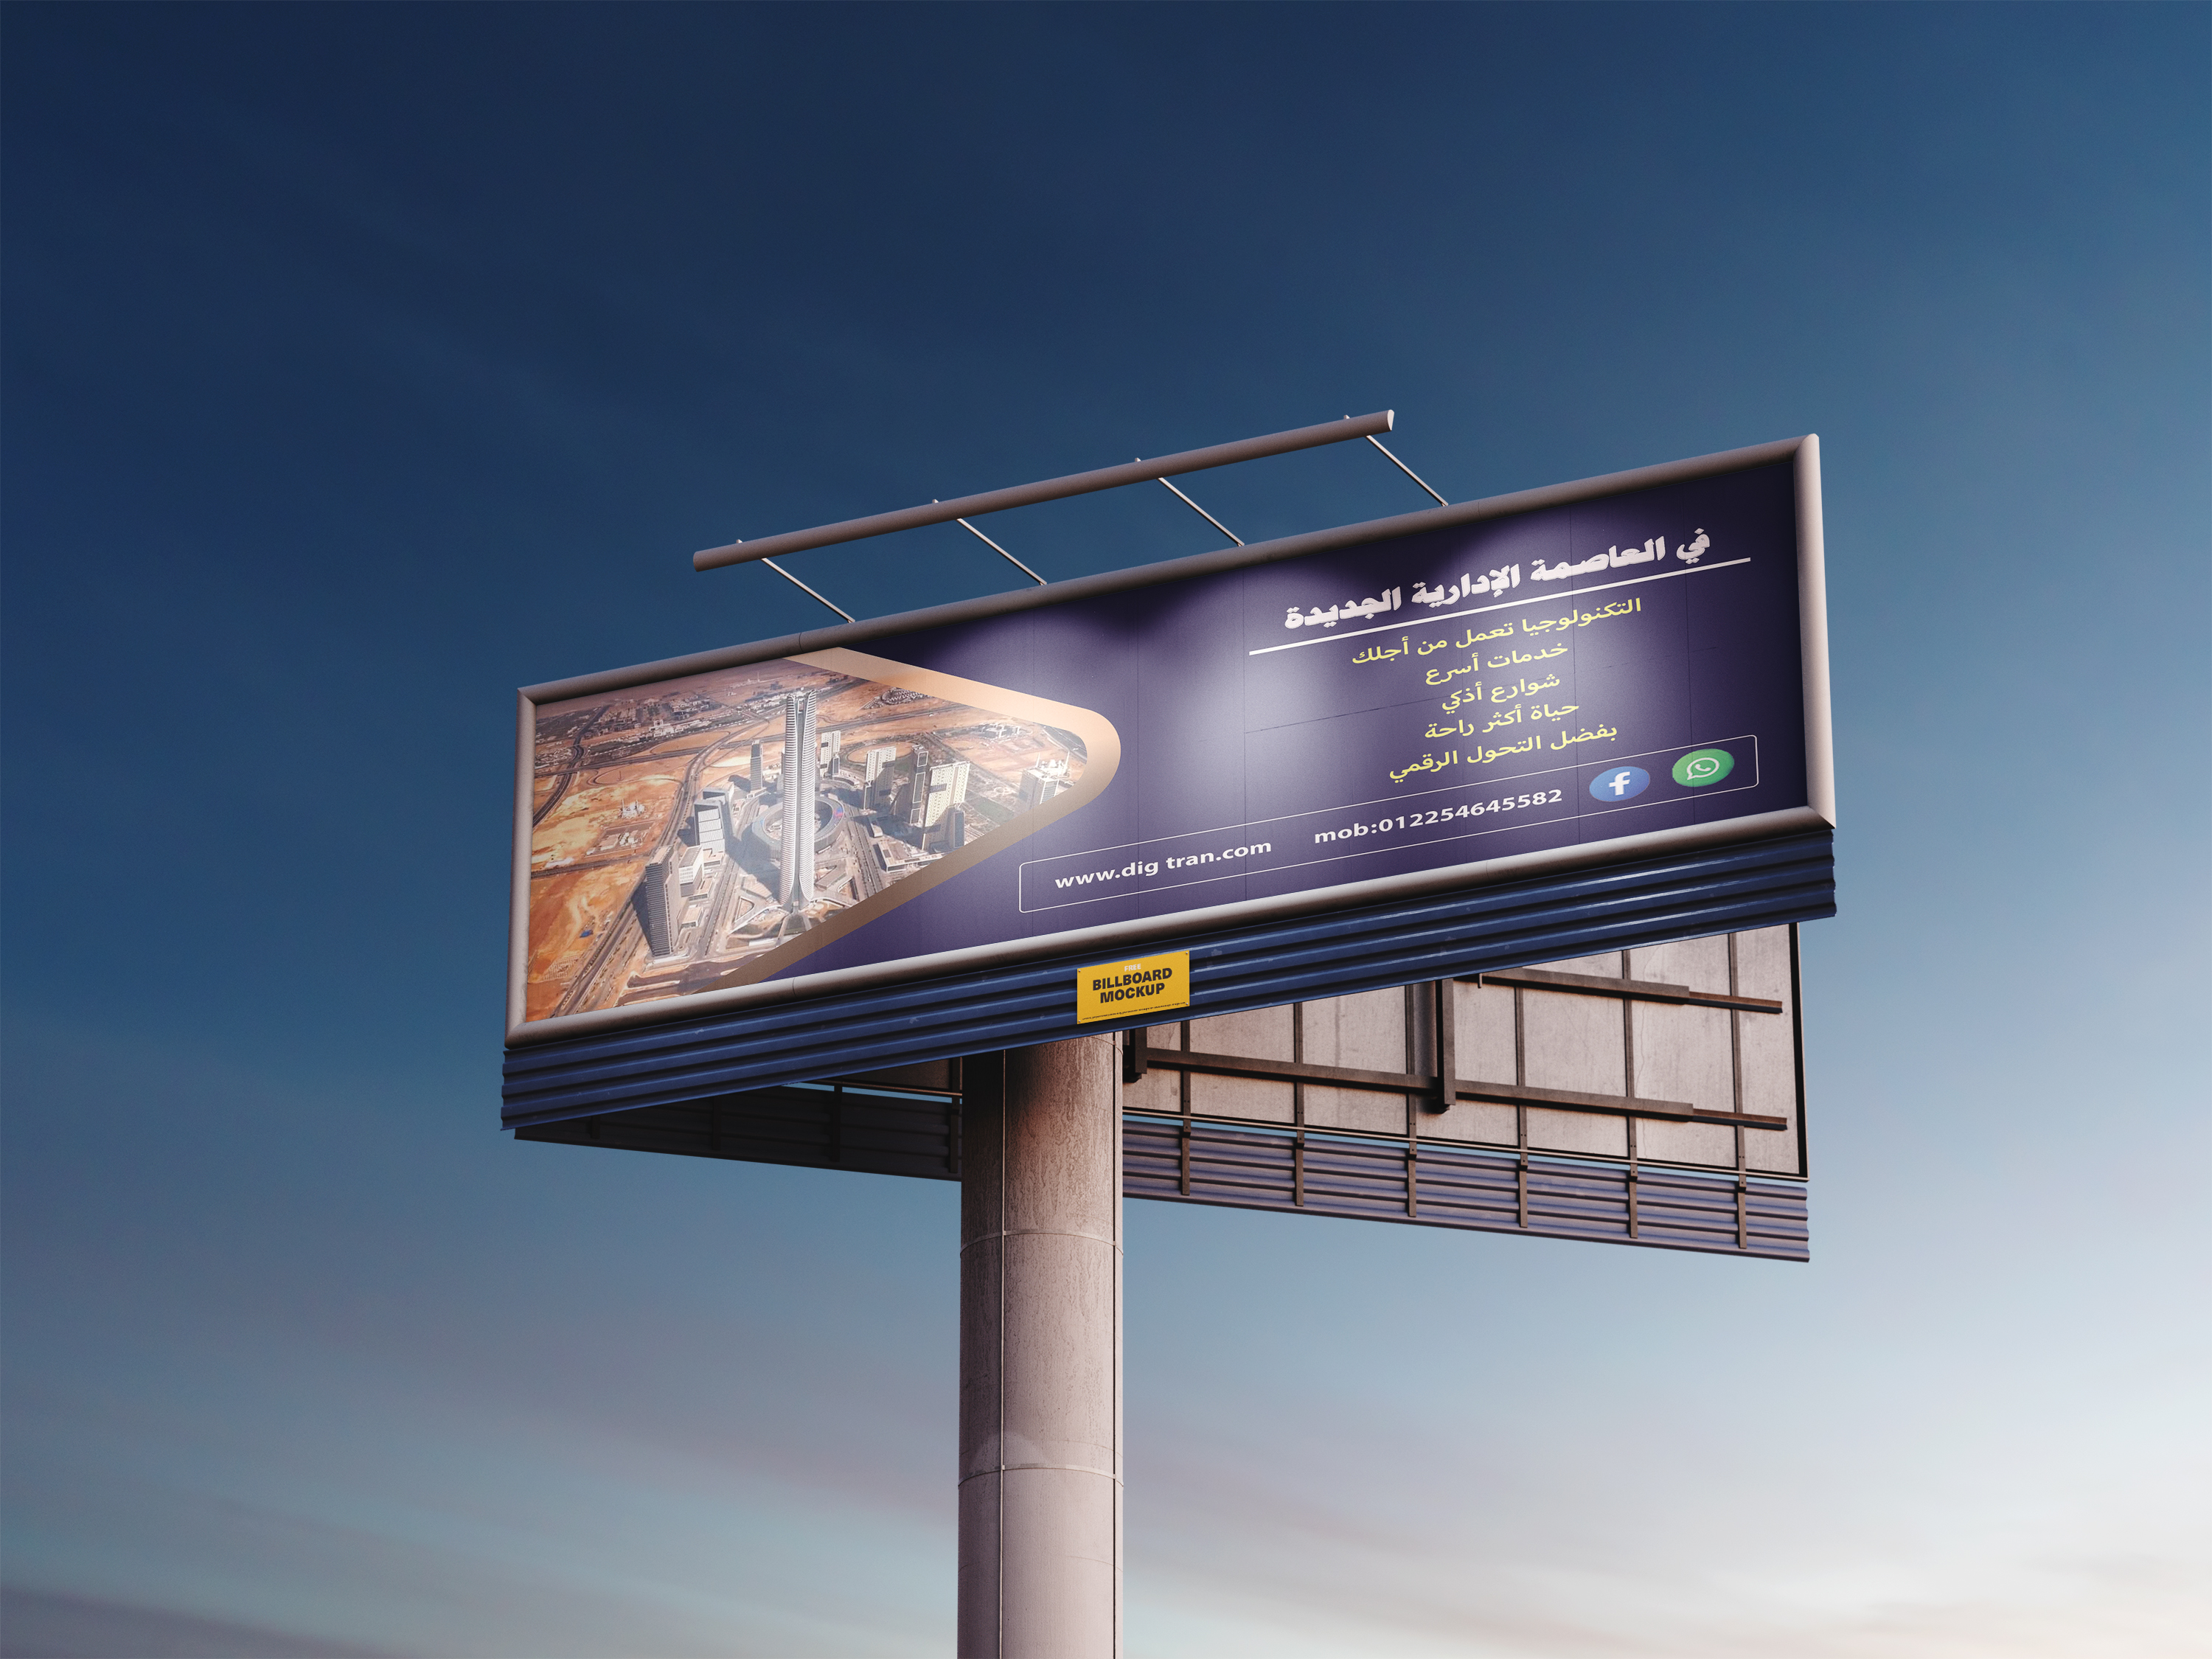 في العاصمة الإدارية الجديدة
التكنولوجيا تعمل من أجلك
خدمات أسرع
شوارع أذكي
حياة أكثر راحة
بفضل التحول الرقمي
www.dig tran.com mob:012254645582
FREE
BILLBOARD
MOCKUP